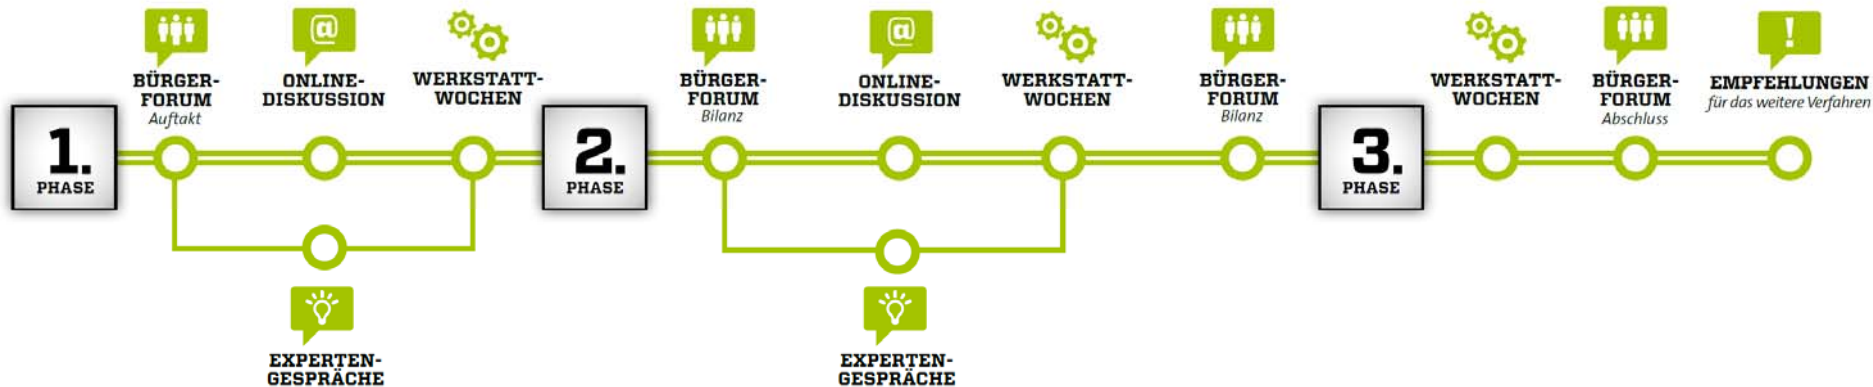 1.
PHASE
BÜRGER-
FORUM
Auftakt
@
ONLINE-
DISKUSSION
WERKSTATT-
WOCHEN
EXPERTEN-
GESPRÄCHE
2.
PHASE
BÜRGER-
FORUM
Bilanz
@
ONLINE-
DISKUSSION
WERKSTATT-
WOCHEN
EXPERTEN-
GESPRÄCHE
BÜRGER-
FORUM
Bilanz
3.
PHASE
WERKSTATT-
WOCHEN
BÜRGER-
FORUM
Abschluss
!
EMPFEHLUNGEN
für das weitere Verfahren